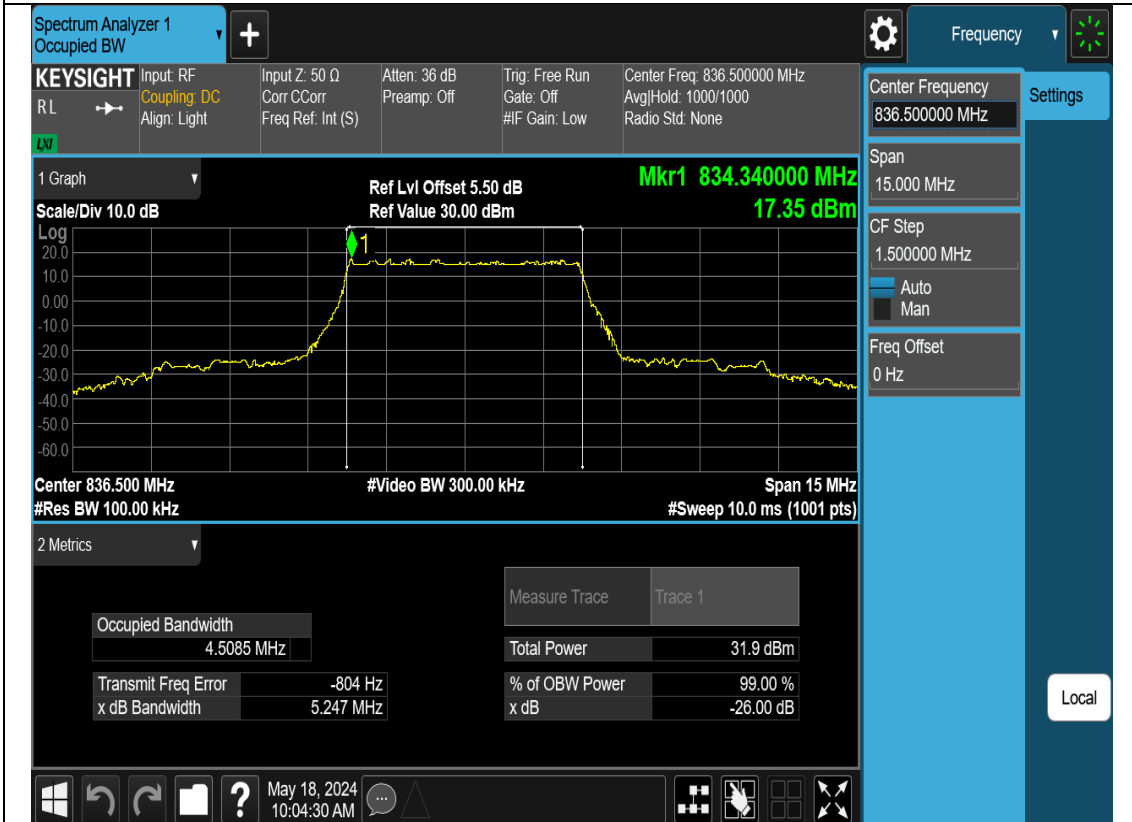 Spectrum Analyzer 1
Occupied BW
+
Frequency
KEYSIGHT
R L
LXI
Input: RF
Coupling: DC
Align: Light
Input Z: 50 Ω
Corr CCorr
Freq Ref: Int (S)
Atten: 36 dB
Preamp: Off
Trig: Free Run
Gate: Off
#IF Gain: Low
Center Freq: 836.500000 MHz
Avg|Hold: 1000/1000
Radio Std: None
Center Frequency
836.500000 MHz
Settings
Span
15.000 MHz
CF Step
1.500000 MHz
Auto
Man
Freq Offset
0 Hz
Local
1 Graph
Scale/Div 10.0 dB
Ref Lvl Offset 5.50 dB
Ref Value 30.00 dBm
Mkr1 834.340000 MHz
17.35 dBm
Log
1
20.0
10.0
0.00
-10.0
-20.0
-30.0
-40.0
-50.0
-60.0
Center 836.500 MHz
#Video BW 300.00 kHz
Span 15 MHz
#Res BW 100.00 kHz
#Sweep 10.0 ms (1001 pts)
2 Metrics
Measure Trace Trace 1
Occupied Bandwidth
4.5085 MHz
Total Power 31.9 dBm
Transmit Freq Error -804 Hz
% of OBW Power 99.00 %
x dB Bandwidth 5.247 MHz
x dB -26.00 dB
?
May 18, 2024
10:04:30 AM